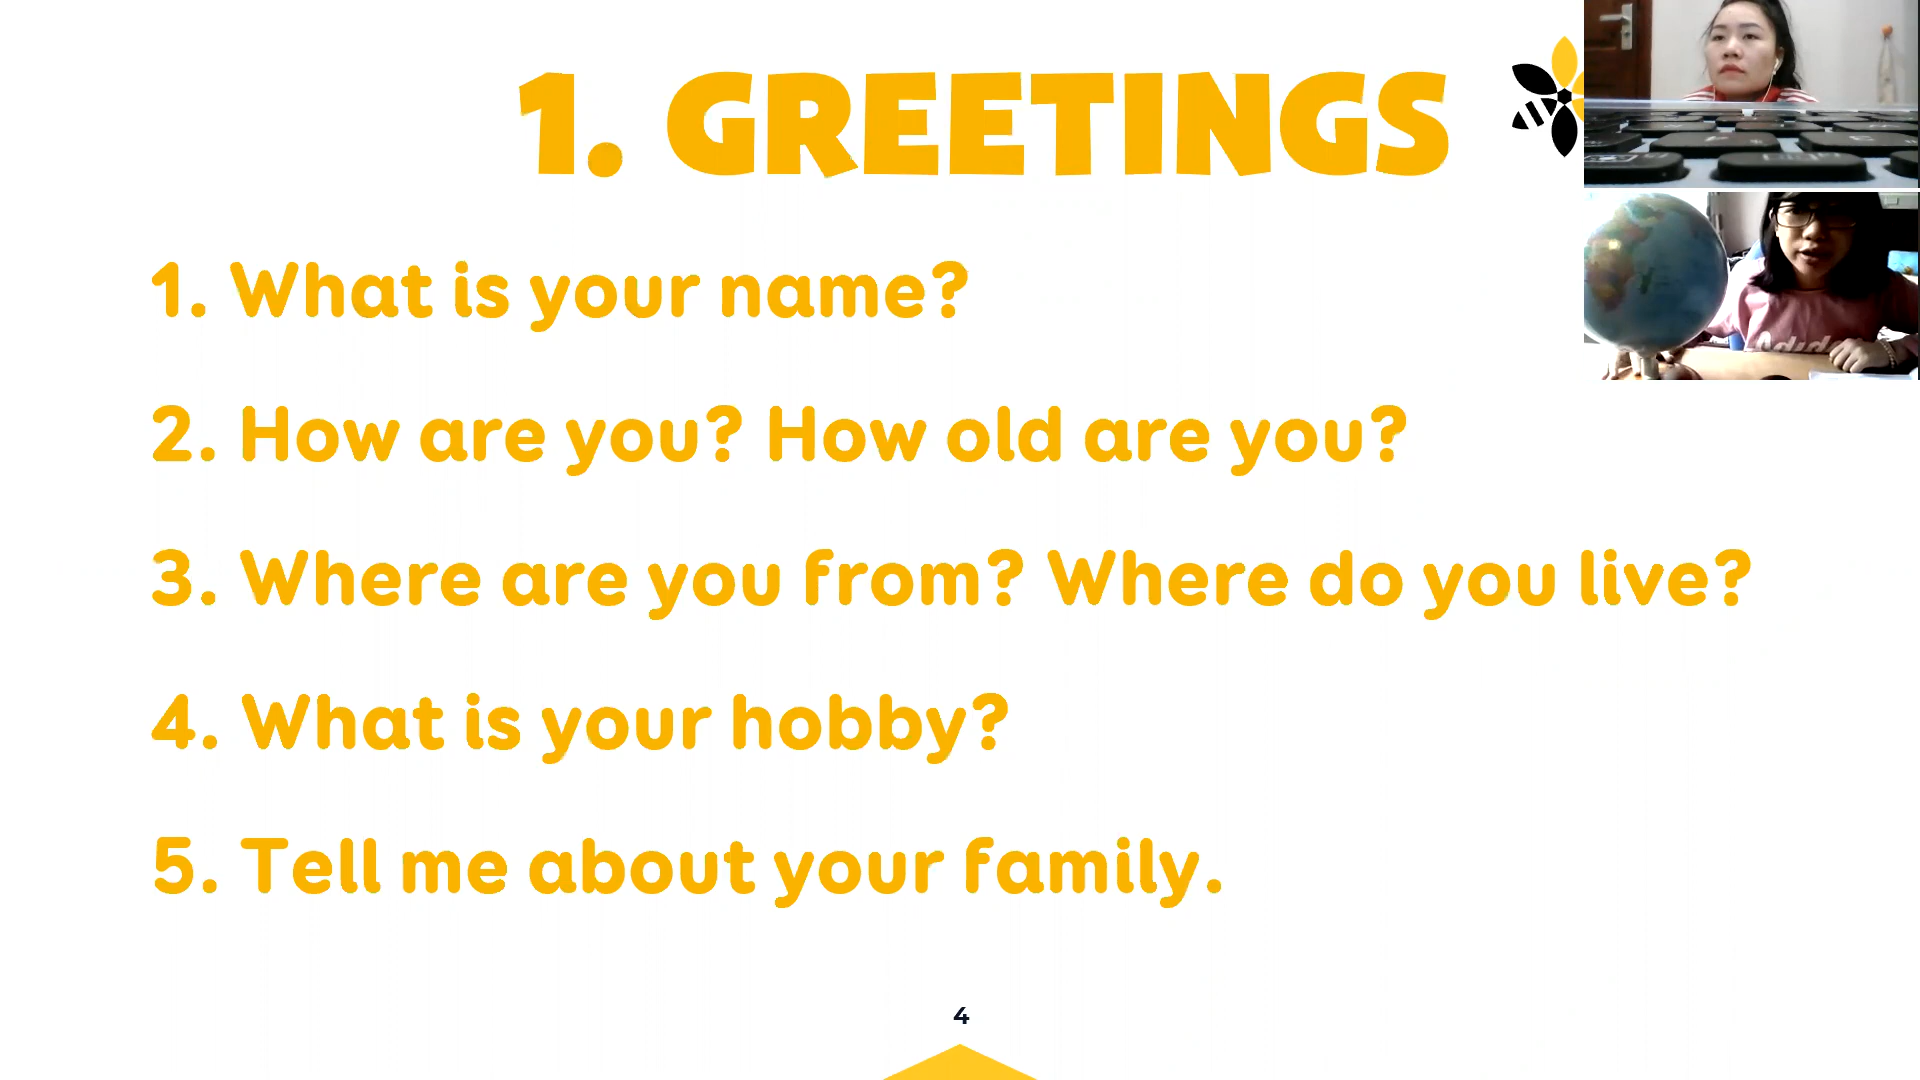 1. GREETINGS
1. What is your name?
2. How are you? How old are you?
3. Where are you from? Where do you live?
4. What is your hobby?
5. Tell me about your family.
4